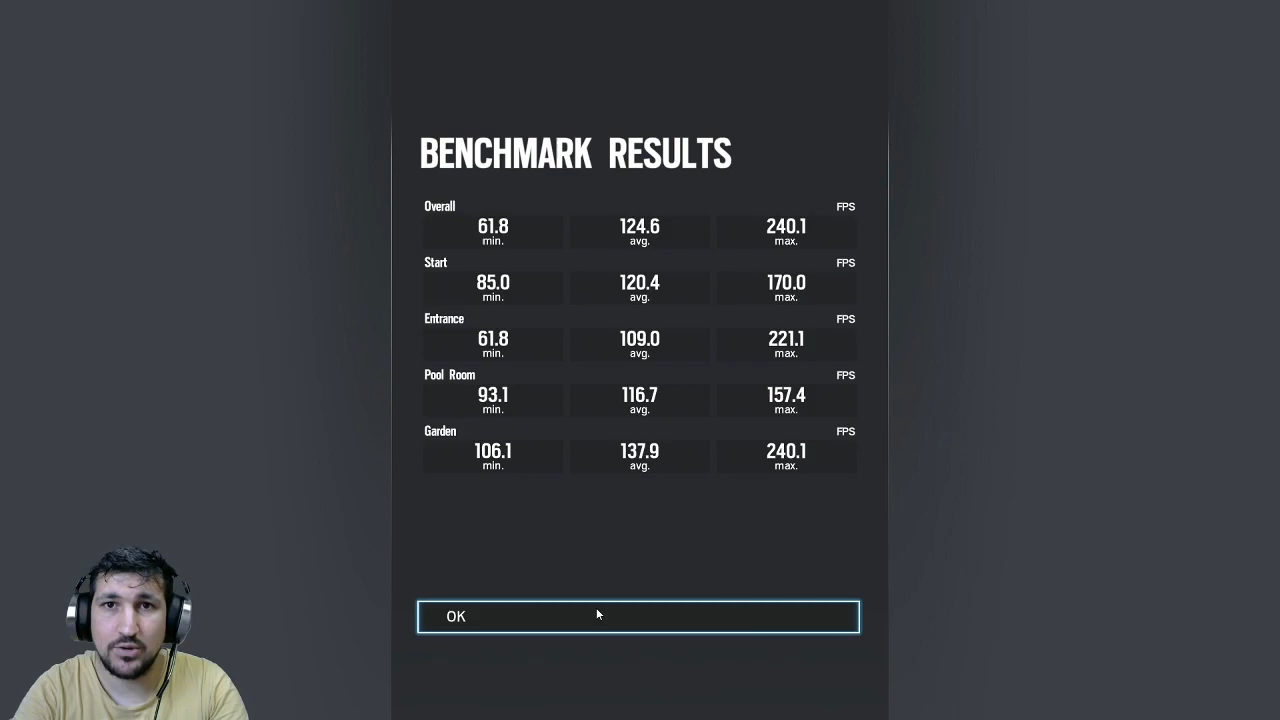 BENCHMARK RESULTS
Overall FPS
61.8 124.6 240.1
min. avg. max.
Start FPS
85.0 120.4 170.0
min. avg. max.
Entrance FPS
61.8 109.0 221.1
min. avg. max.
Pool Room FPS
93.1 116.7 157.4
min. avg. max.
Garden FPS
106.1 137.9 240.1
min. avg. max.
OK